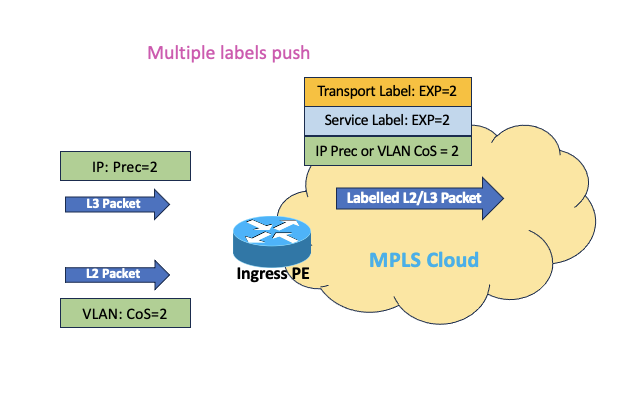 Multiple labels push
Transport Label: EXP=2
Service Label: EXP=2
IP Prec or VLAN CoS = 2
IP: Prec=2
L3 Packet
Labelled L2/L3 Packet
L2 Packet
Ingress PE
MPLS Cloud
VLAN: CoS=2